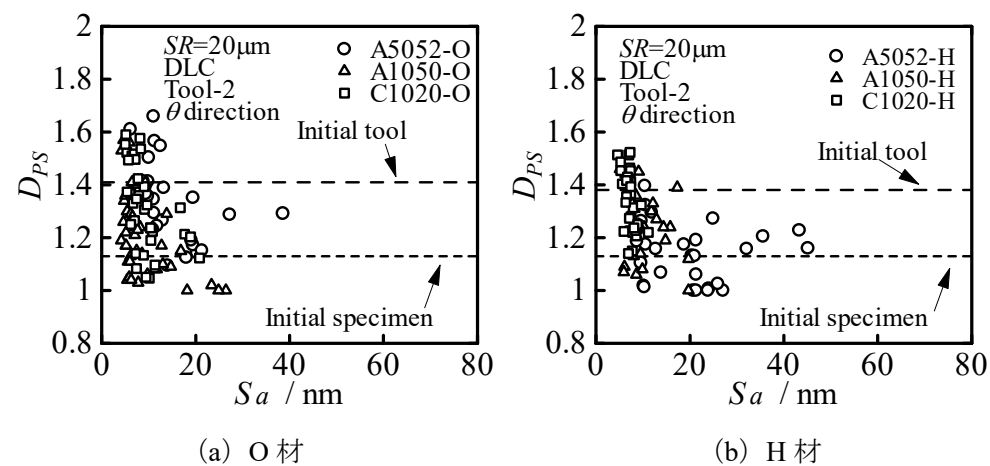 2
1.8
1.6
1.4
1.2
1
0.8
0 20 40 60 80
D_PS
Sa / nm
SR=20μm
DLC
Tool-2
θ direction
A5052-O
A1050-O
C1020-O
Initial tool
Initial specimen
(a) O 材
2
1.8
1.6
1.4
1.2
1
0.8
0 20 40 60 80
D_PS
Sa / nm
SR=20μm
DLC
Tool-2
θ direction
A5052-H
A1050-H
C1020-H
Initial tool
Initial specimen
(b) H 材